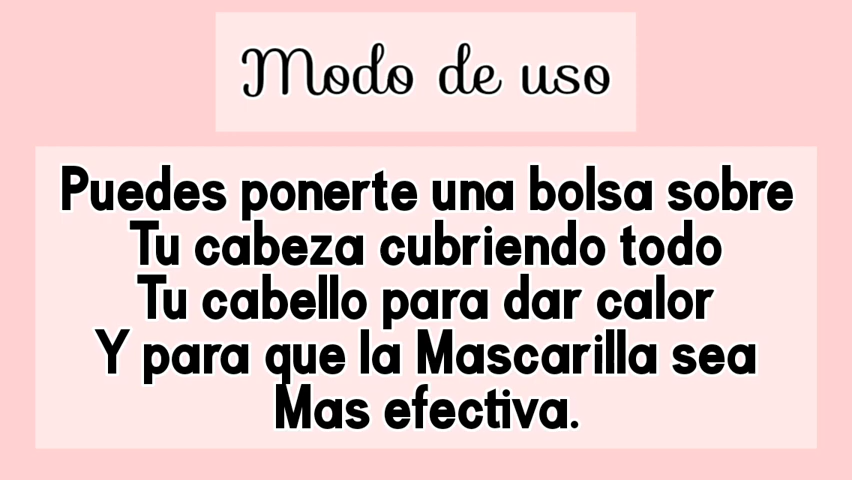 Modo de uso
Puedes ponerte una bolsa sobre
Tu cabeza cubriendo todo
Tu cabello para dar calor
Y para que la Mascarilla sea
Mas efectiva.